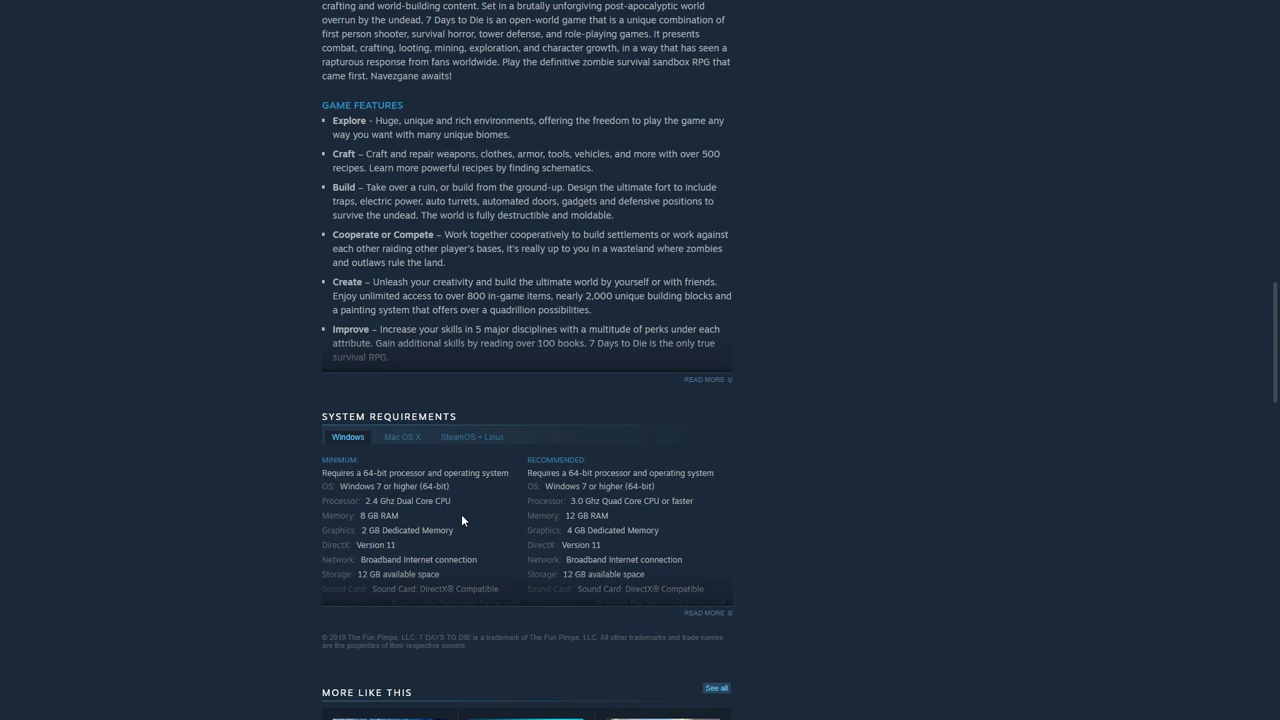 crafting and world-building content. Set in a brutally unforgiving post-apocalyptic world
overrun by the undead, 7 Days to Die is an open-world game that is a unique combination of
first person shooter, survival horror, tower defense, and role-playing games. It presents
combat, crafting, looting, mining, exploration, and character growth, in a way that has seen a
rapturous response from fans worldwide. Play the definitive zombie survival sandbox RPG that
came first. Navezgane awaits!
GAME FEATURES
▪ Explore - Huge, unique and rich environments, offering the freedom to play the game any
way you want with many unique biomes.
▪ Craft – Craft and repair weapons, clothes, armor, tools, vehicles, and more with over 500
recipes. Learn more powerful recipes by finding schematics.
▪ Build – Take over a ruin, or build from the ground-up. Design the ultimate fort to include
traps, electric power, auto turrets, automated doors, gadgets and defensive positions to
survive the undead. The world is fully destructible and moldable.
▪ Cooperate or Compete – Work together cooperatively to build settlements or work against
each other raiding other player's bases, it's really up to you in a wasteland where zombies
and outlaws rule the land.
▪ Create – Unleash your creativity and build the ultimate world by yourself or with friends.
Enjoy unlimited access to over 800 in-game items, nearly 2,000 unique building blocks and
a painting system that offers over a quadrillion possibilities.
▪ Improve – Increase your skills in 5 major disciplines with a multitude of perks under each
attribute. Gain additional skills by reading over 100 books. 7 Days to Die is the only true
survival RPG.
READ MORE
SYSTEM REQUIREMENTS
Windows Mac OS X SteamOS + Linux
MINIMUM:
Requires a 64-bit processor and operating system
OS: Windows 7 or higher (64-bit)
Processor: 2.4 Ghz Dual Core CPU
Memory: 8 GB RAM
Graphics: 2 GB Dedicated Memory
DirectX: Version 11
Network: Broadband Internet connection
Storage: 12 GB available space
Sound Card: Sound Card: DirectX® Compatible
RECOMMENDED:
Requires a 64-bit processor and operating system
OS: Windows 7 or higher (64-bit)
Processor: 3.0 Ghz Quad Core CPU or faster
Memory: 12 GB RAM
Graphics: 4 GB Dedicated Memory
DirectX: Version 11
Network: Broadband Internet connection
Storage: 12 GB available space
Sound Card: Sound Card: DirectX® Compatible
READ MORE
© 2019 The Fun Pimps, LLC. 7 DAYS TO DIE is a trademark of The Fun Pimps, LLC. All other trademarks and trade names
are the properties of their respective owners.
MORE LIKE THIS
See all